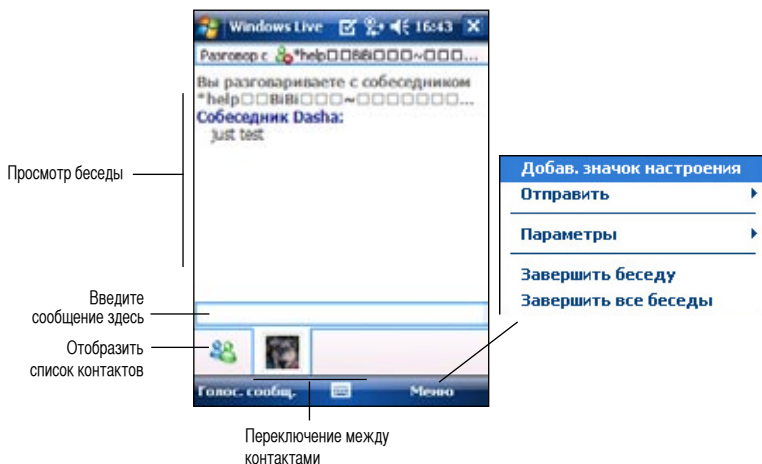 Windows Live 16:43
Разговор с *help□□BBi□□□~□□□...
Вы разговариваете с собеседником
*help□□BiBi□□□~□□□□□□□...
Собеседник Dasha:
just test
Просмотр беседы
Введите
сообщение здесь
Отобразить
список контактов
Голос. сообщ. Меню
Переключение между
контактами
Добав. значок настроения
Отправить
Параметры
Завершить беседу
Завершить все беседы